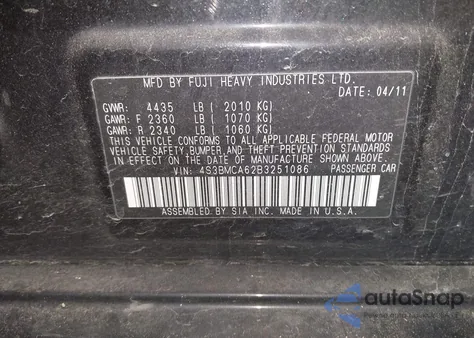 MFD BY FUJI HEAVY INDUSTRIES LTD.
DATE: 04/11
GVWR: 4435 LB ( 2010 KG)
GAWR: F 2360 LB ( 1070 KG)
GAWR: R 2340 LB ( 1060 KG)
THIS VEHICLE CONFORMS TO ALL APPLICABLE FEDERAL MOTOR
VEHICLE SAFETY, BUMPER, AND THEFT PREVENTION STANDARDS
IN EFFECT ON THE DATE OF MANUFACTURE SHOWN ABOVE.
VIN: 4S3BMCA62B3251086 PASSENGER CAR
ASSEMBLED BY SIA INC. MADE IN U.S.A.
autoSnap